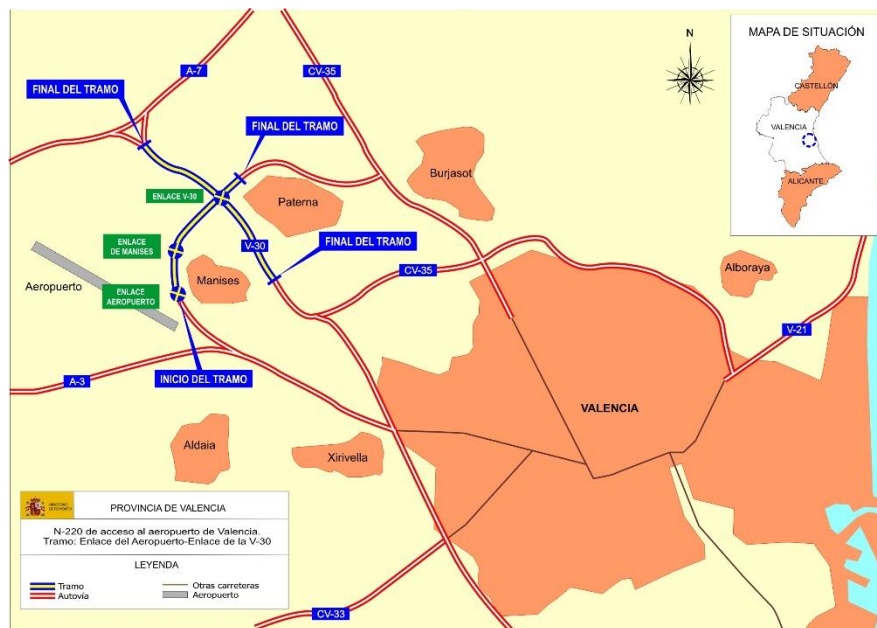 A-7
CV-35
N
MAPA DE SITUACIÓN
CASTELLÓN
VALENCIA
ALICANTE
FINAL DEL TRAMO
FINAL DEL TRAMO
Burjasot
ENLACE V-30
Paterna
V-30
FINAL DEL TRAMO
ENLACE
DE MANISES
Aeropuerto
ENLACE
AEROPUERTO
Manises
CV-35
Alboraya
V-21
A-3
INICIO DEL TRAMO
VALENCIA
Aldaia
Xirivella
PROVINCIA DE VALENCIA
N-220 de acceso al aeropuerto de Valencia.
Tramo: Enlace del Aeropuerto-Enlace de la V-30
LEYENDA
Tramo
Autovía
Otras carreteras
Aeropuerto
CV-33